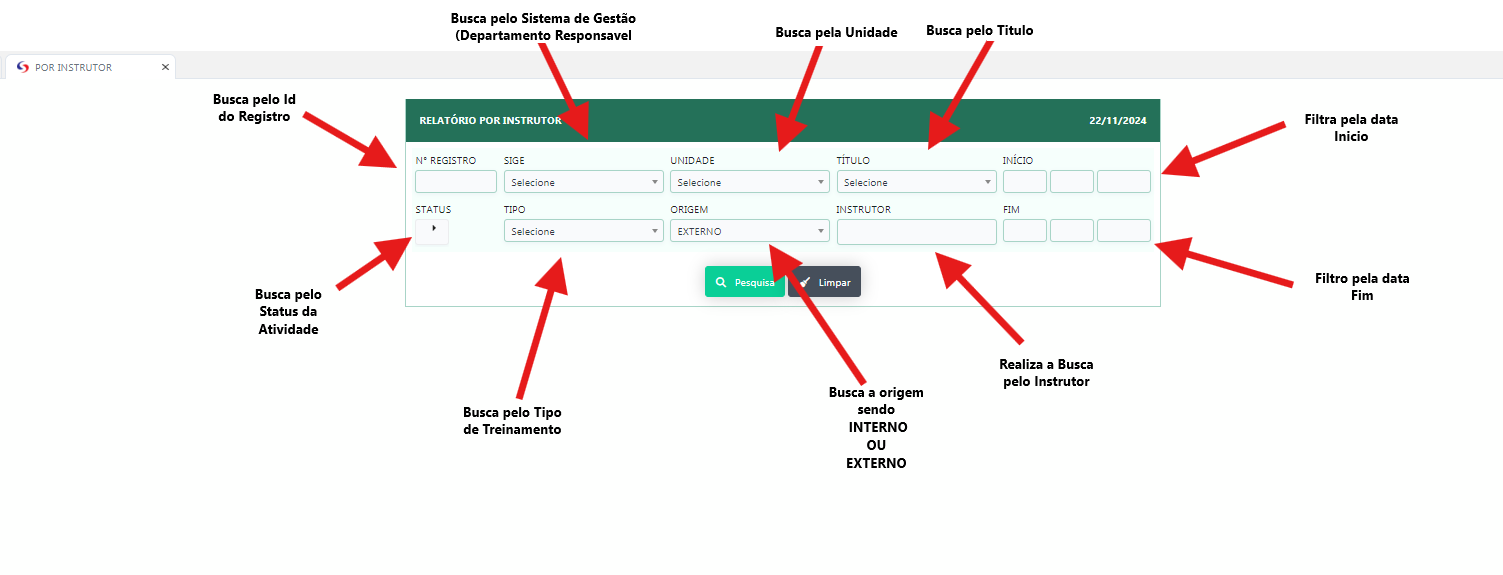 Busca pelo Sistema de Gestão
(Departamento Responsavel
Busca pela Unidade
Busca pelo Titulo
POR INSTRUTOR
Busca pelo Id
do Registro
RELATÓRIO POR INSTRUTOR
22/11/2024
Filtra pela data
Inicio
N° REGISTRO
SIGE
UNIDADE
TÍTULO
INÍCIO
Selecione
Selecione
Selecione
STATUS
TIPO
ORIGEM
INSTRUTOR
FIM
Selecione
EXTERNO
Pesquisa
Limpar
Filtro pela data
Fim
Busca pelo
Status da
Atividade
Realiza a Busca
pelo Instrutor
Busca a origem
sendo
INTERNO
OU
EXTERNO
Busca pelo Tipo
de Treinamento